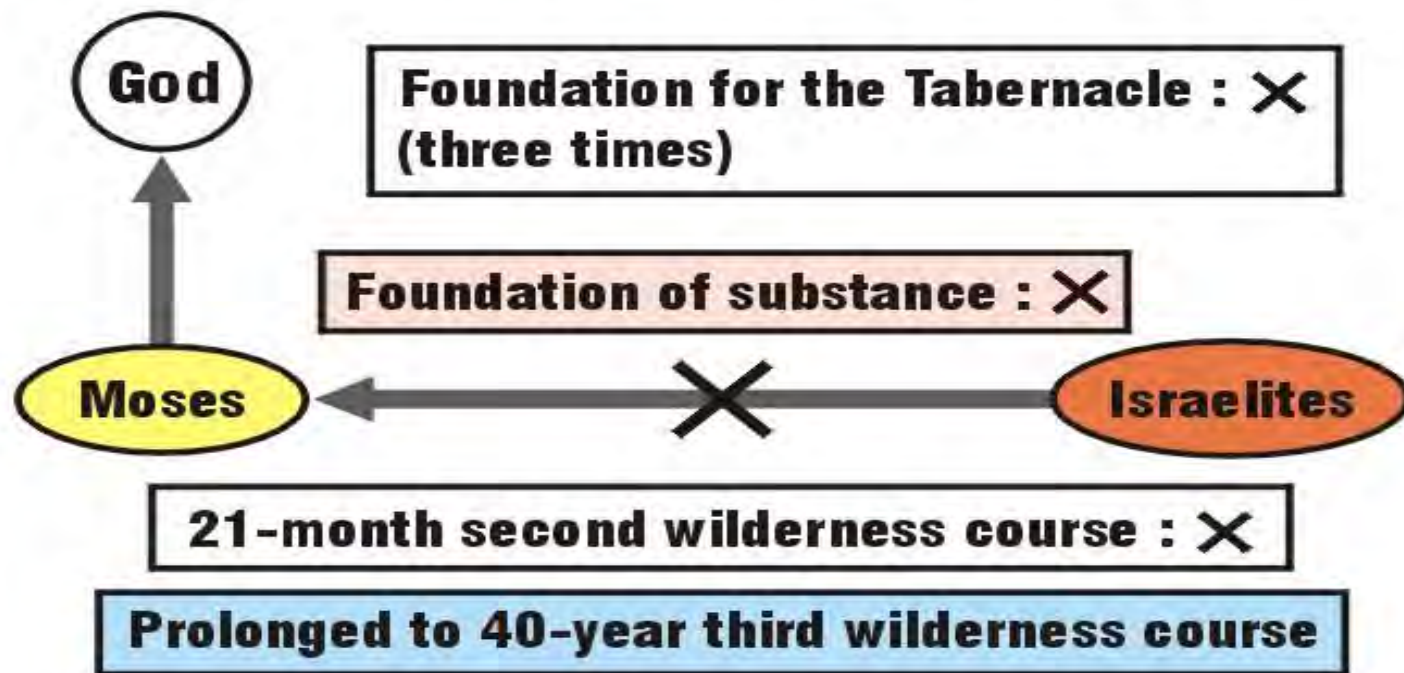 God
Foundation for the Tabernacle : ×
(three times)
Foundation of substance : ×
Moses
Israelites
21-month second wilderness course : ×
Prolonged to 40-year third wilderness course